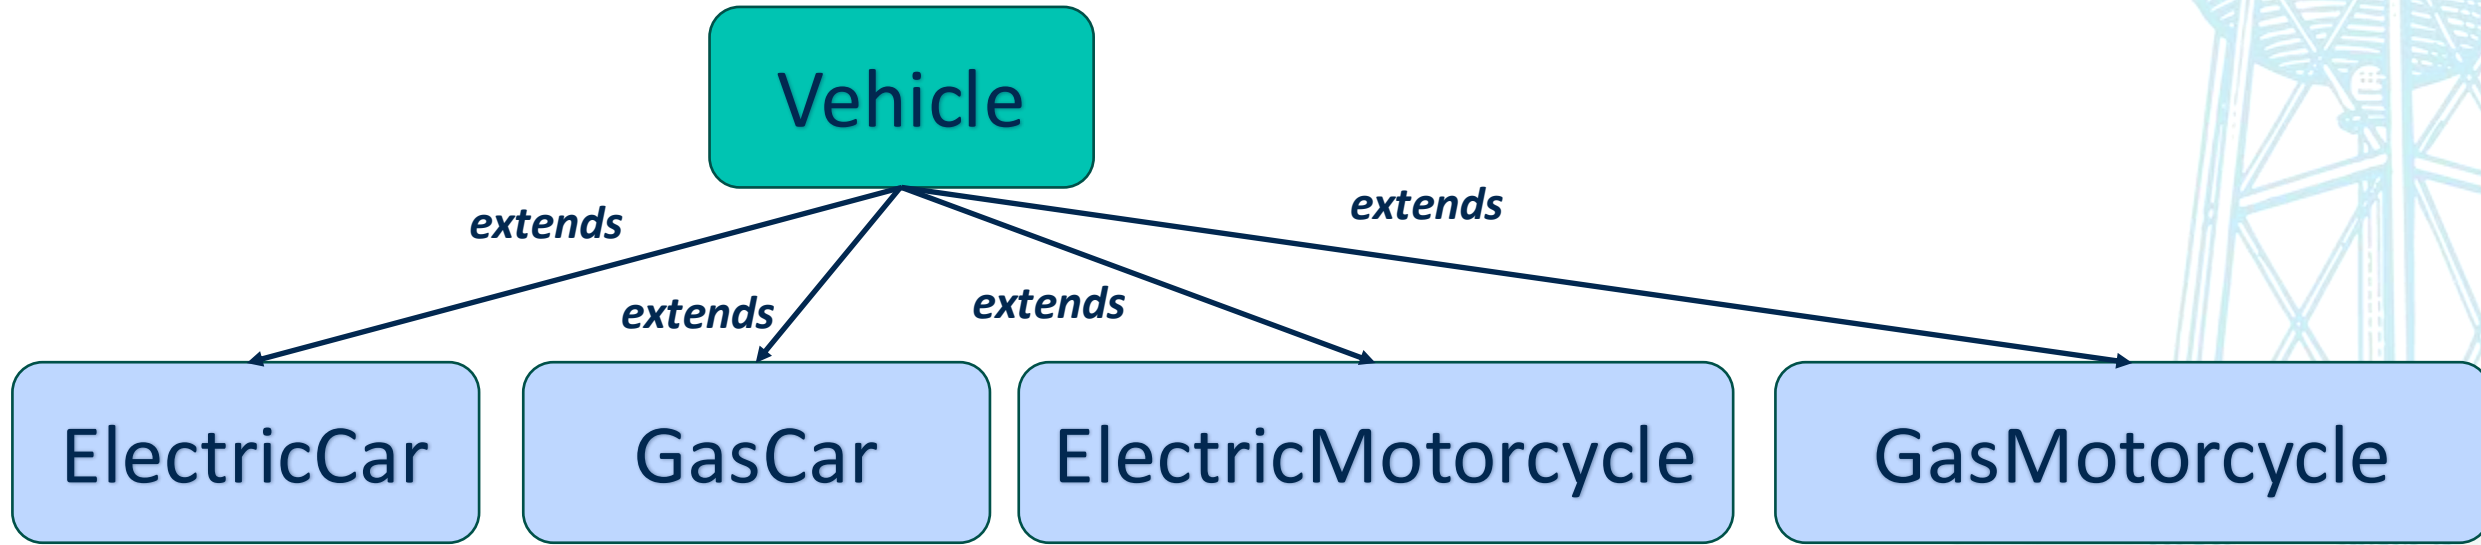 Vehicle
extends
extends
extends
extends
ElectricCar
GasCar
ElectricMotorcycle
GasMotorcycle